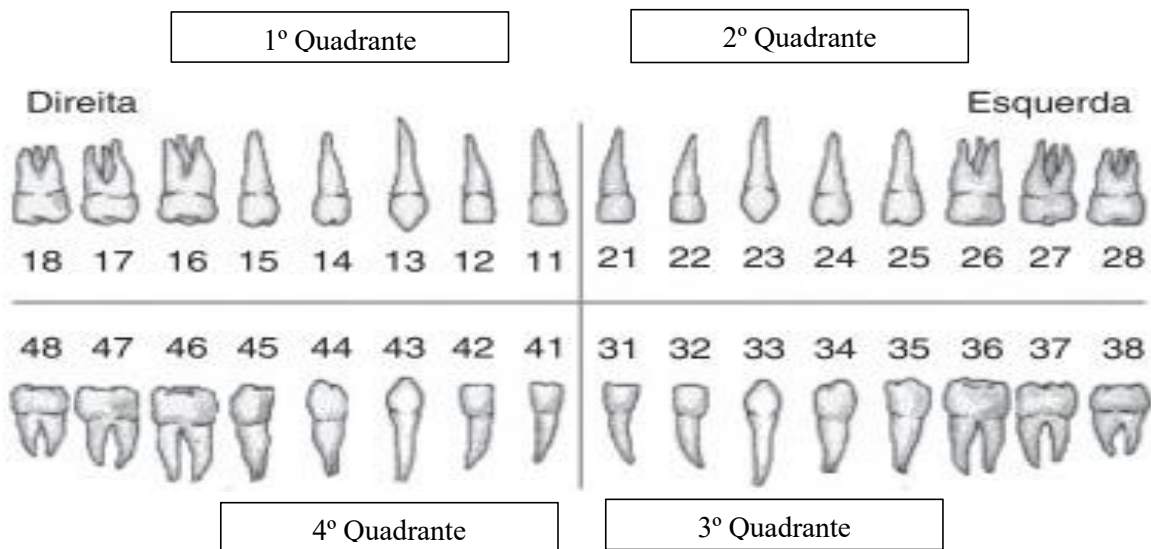 1º Quadrante 2º Quadrante
Direita Esquerda
18 17 16 15 14 13 12 11 21 22 23 24 25 26 27 28
48 47 46 45 44 43 42 41 31 32 33 34 35 36 37 38
4º Quadrante 3º Quadrante